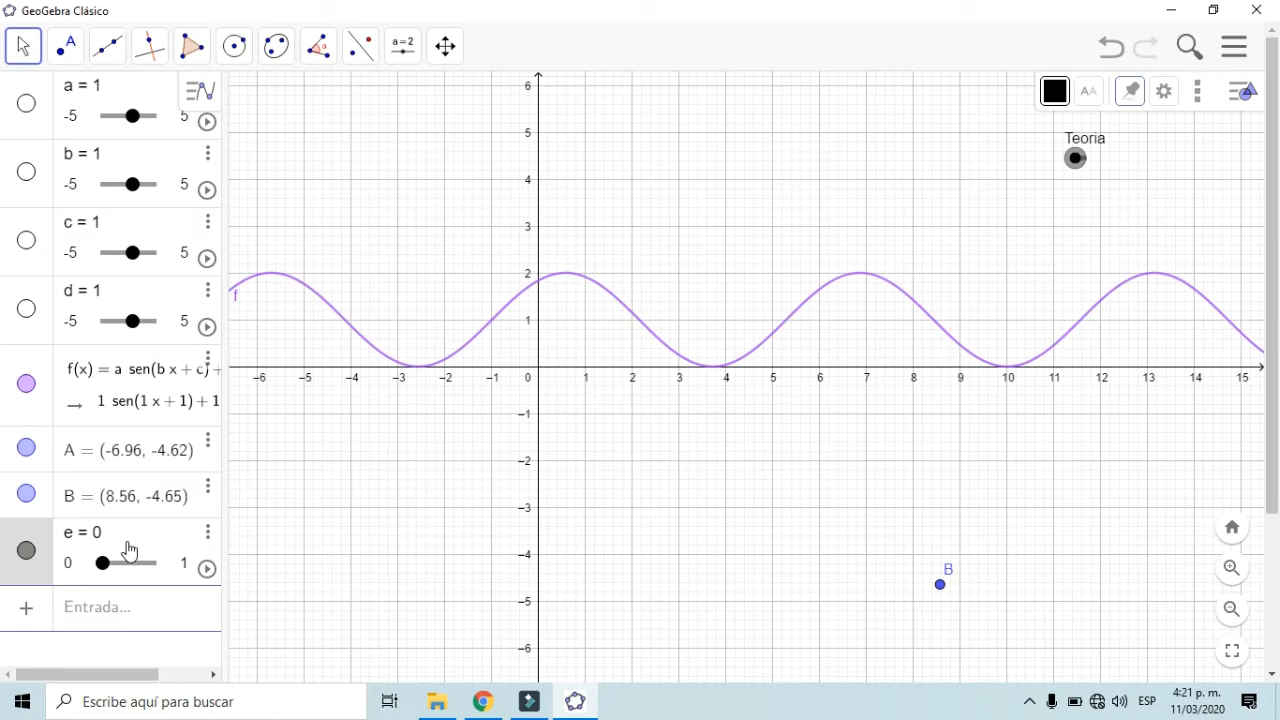 GeoGebra Clásico
A
a=2
a = 1
-5 5
b = 1
-5 5
c = 1
-5 5
d = 1
-5 5
f(x) = a sen(b x + c) +
→ 1 sen(1 x + 1) + 1
A = (-6.96, -4.62)
B = (8.56, -4.65)
e = 0
0 1
+ Entrada...
AA
Teoria
f
B
6
5
4
3
2
1
−6 −5 −4 −3 −2 −1 0 1 2 3 4 5 6 7 8 9 10 11 12 13 14 15
−1
−2
−3
−4
−5
−6
Escribe aquí para buscar
ESP
4:21 p. m.
11/03/2020